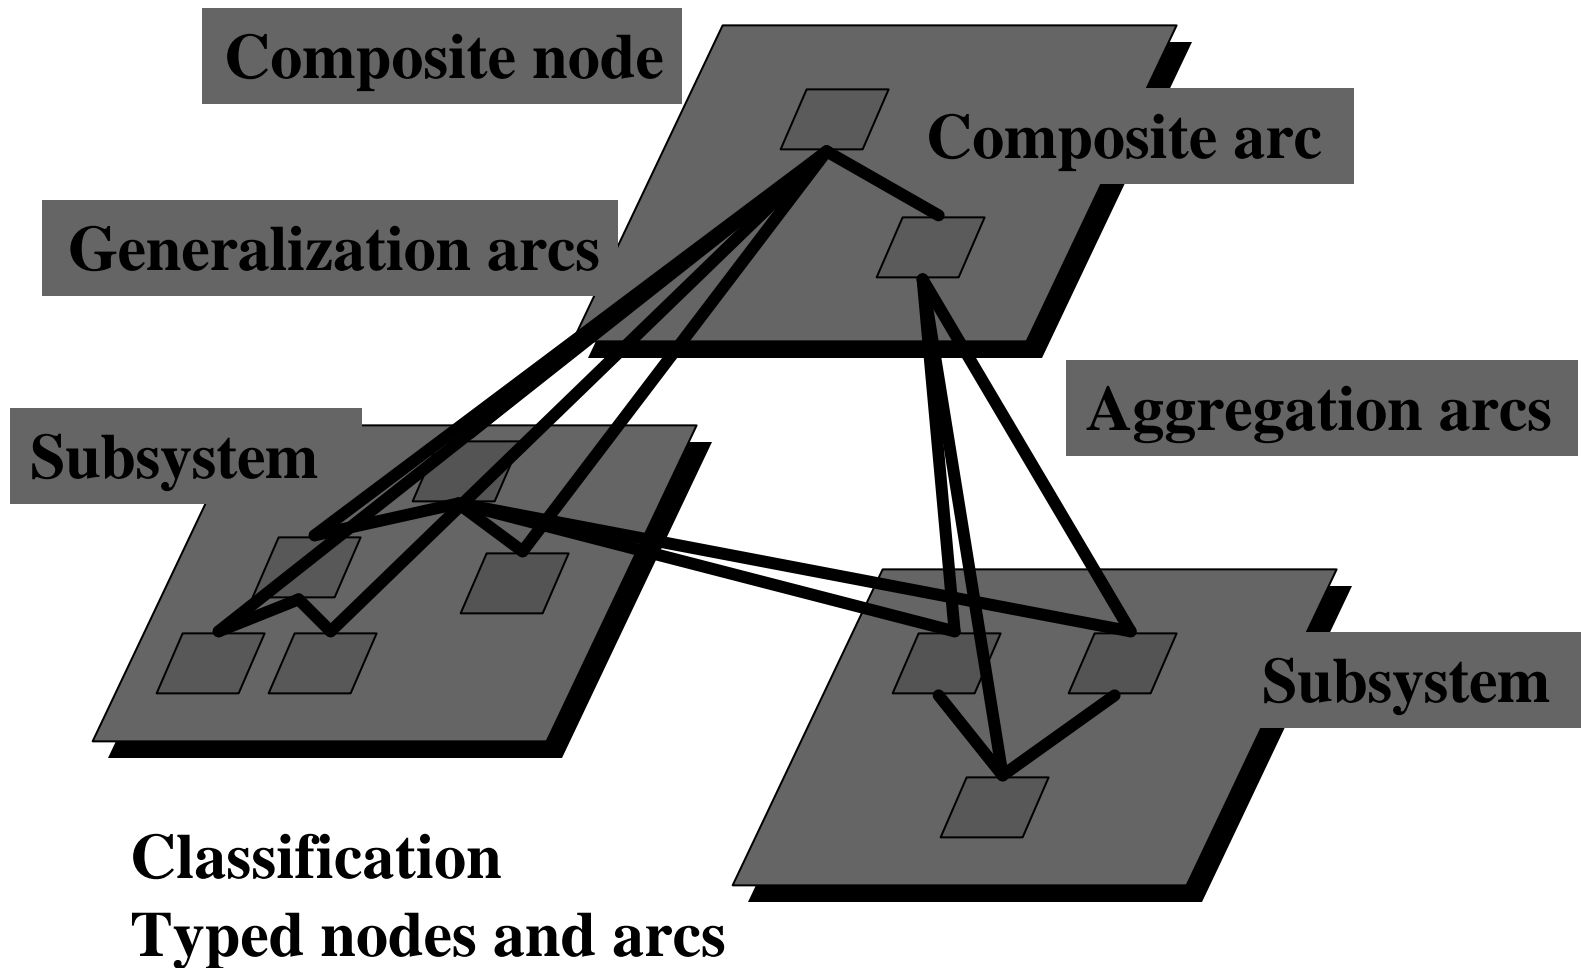 Composite node
Composite arc
Generalization arcs
Aggregation arcs
Subsystem
Subsystem
Classification
Typed nodes and arcs